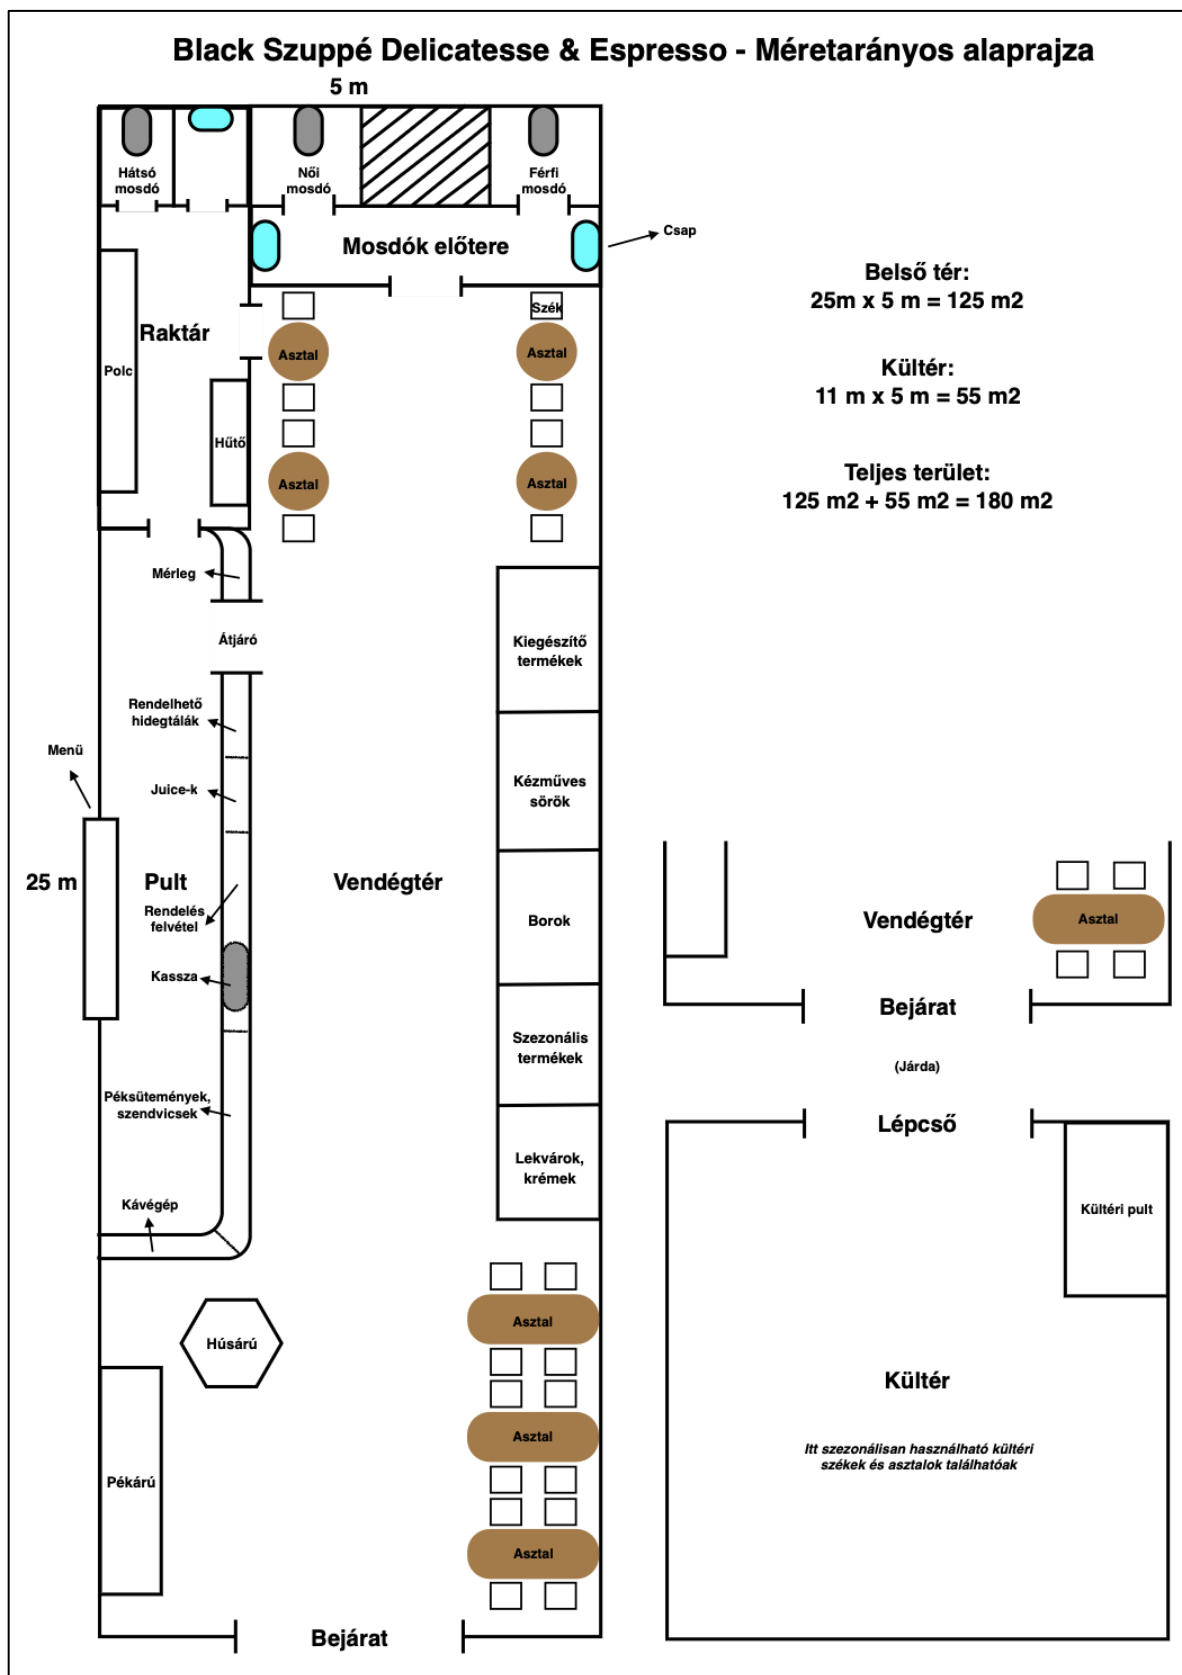 Black Szuppé Delicatesse & Espresso - Méretarányos alaprajza
5 m
Hátsó
mosdó
Női
mosdó
Férfi
mosdó
Mosdók előtere
Csap
Belső tér:
25m x 5 m = 125 m2
Kültér:
11 m x 5 m = 55 m2
Teljes terület:
125 m2 + 55 m2 = 180 m2
Raktár
Polc
Hűtő
Szék
Asztal
Asztal
Asztal
Asztal
Mérleg
Átjáró
Rendelhető
hidegtálák
Menü
Juice-k
25 m
Pult
Rendelés
felvétel
Kassza
Péksütemények,
szendvicsek
Kávégép
Vendégtér
Kiegészítő
termékek
Kézműves
sörök
Borok
Szezonális
termékek
Lekvárok,
krémek
Húsárú
Pékárú
Asztal
Asztal
Asztal
Bejárat
Vendégtér
Asztal
Bejárat
(Járda)
Lépcső
Kültéri pult
Kültér
Itt szezonálisan használható kültéri
székek és asztalok találhatóak